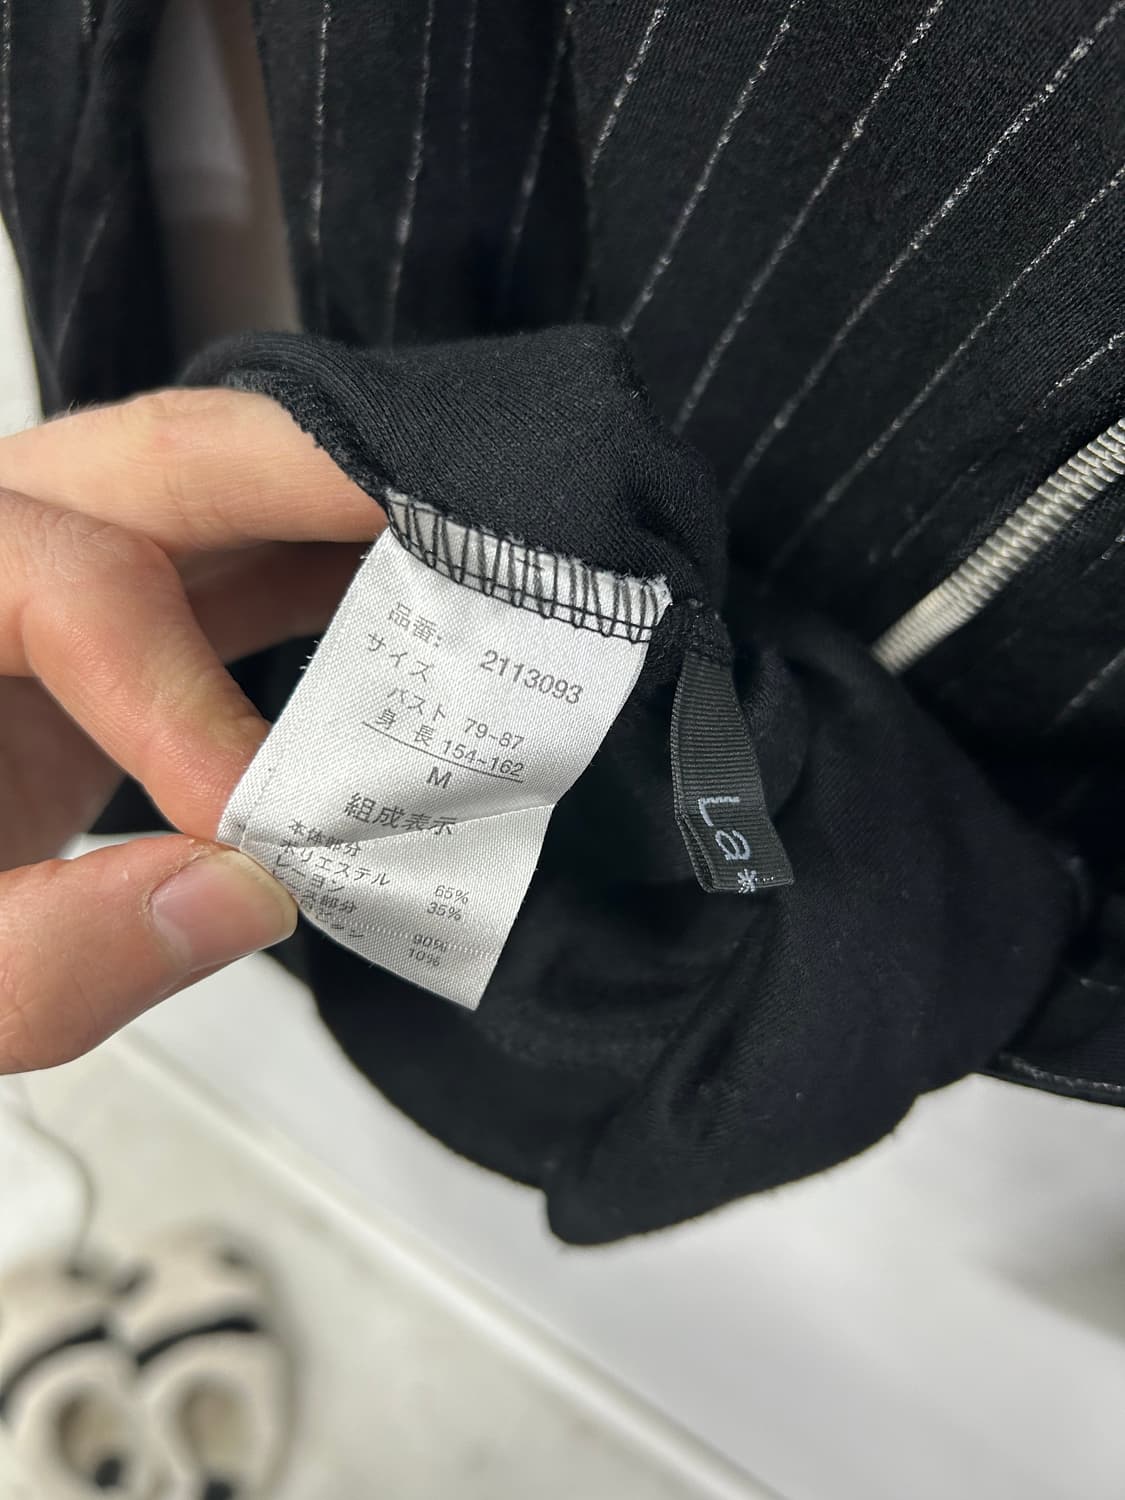 品番: 2113093
サイズ
バスト 79-87
身 長 154-162
M
組成表示
本体部分
ポリエステル 65%
レーヨン 35%
部分
90%
10%
La*